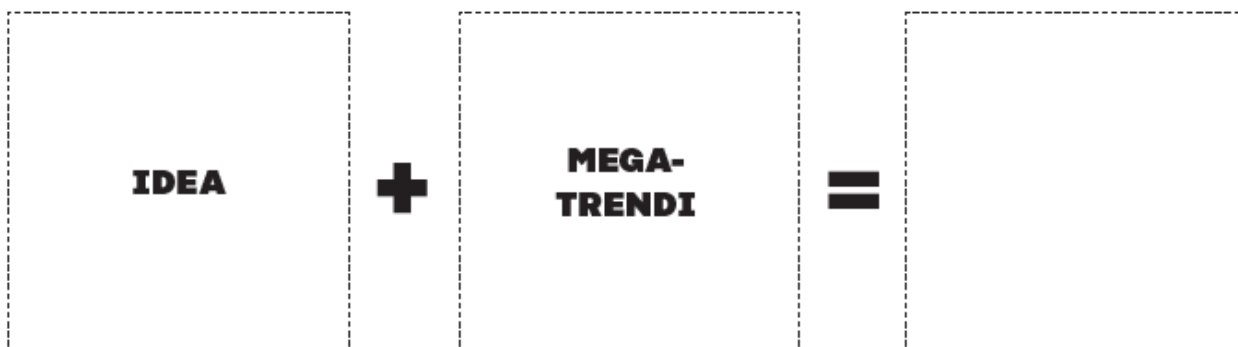 IDEA
+
MEGA-
TRENDI
=